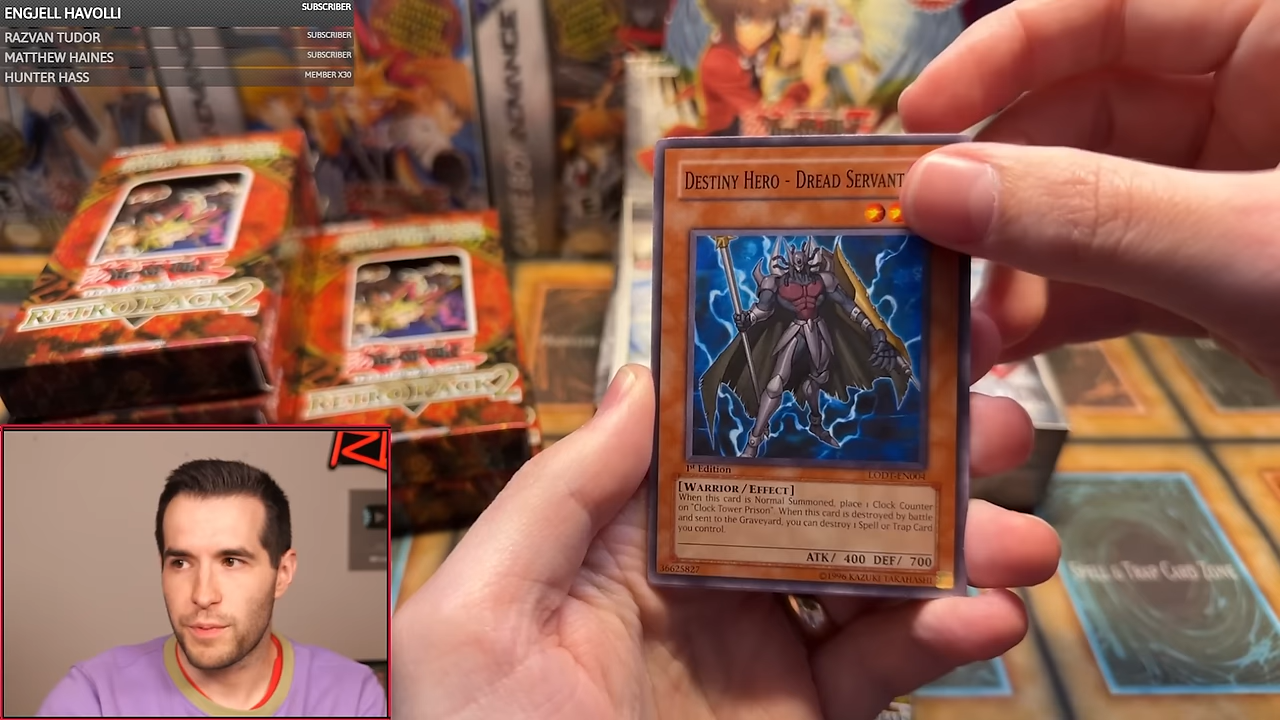 ENGJELL HAVOLLI SUBSCRIBER
RAZVAN TUDOR SUBSCRIBER
MATTHEW HAINES SUBSCRIBER
HUNTER HASS MEMBER X30
GAME BOY ADVANCE
RETRO PACK 2
RETRO PACK 2
DESTINY HERO - DREAD SERVANT
1st Edition
LODT-EN004
[WARRIOR/EFFECT]
When this card is Normal Summoned, place 1 Clock Counter
on "Clock Tower Prison". When this card is destroyed by battle
and sent to the Graveyard, you can destroy 1 Spell or Trap Card
you control.
ATK/ 400 DEF/ 700
36625827
©1996 KAZUKI TAKAHASHI
SPELL & TRAP CARD ZONE